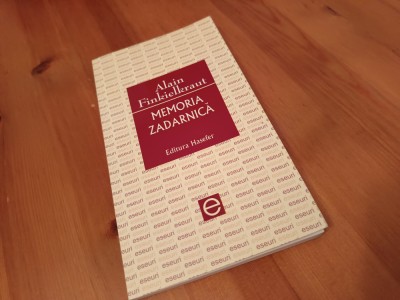 Alain
Finkielkraut
MEMORIA
ZADARNICĂ
Editura Hasefer
e
eseuri